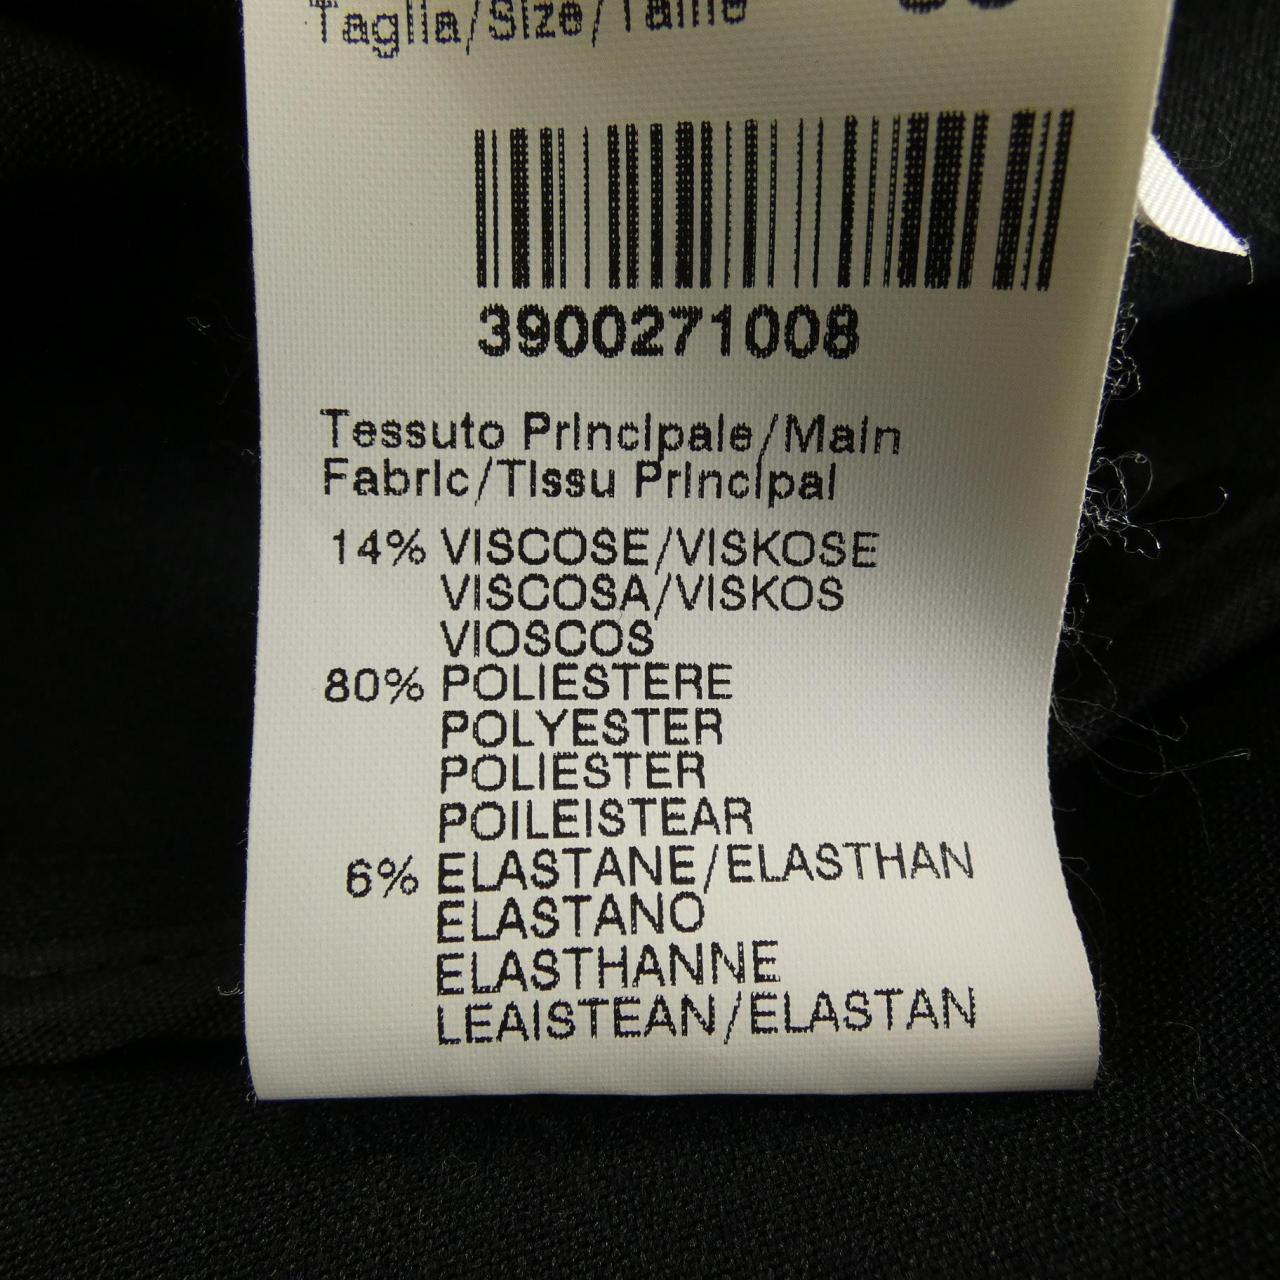 Taglia/Size/Taille
3900271008
Tessuto Principale/Main
Fabric/Tissu Principal
14% VISCOSE/VISKOSE
VISCOSA/VISKOS
VIOSCOS
80% POLIESTERE
POLYESTER
POLIESTER
POILEISTEAR
6% ELASTANE/ELASTHAN
ELASTANO
ELASTHANNE
LEAISTEAN/ELASTAN